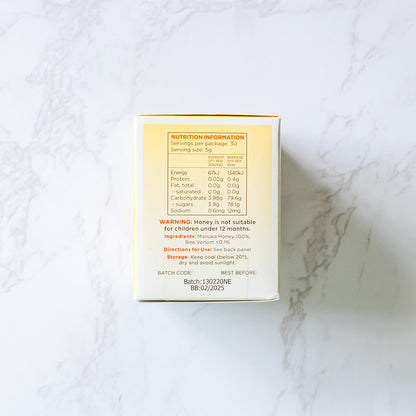 NUTRITION INFORMATION
Servings per package: 30
Serving size: 5g
AVERAGE QTY PER SERVING AVERAGE QTY PER 100G
Energy 67kJ 1340kJ
Protein 0.02g 0.4g
Fat, total 0.0g 0.0g
- saturated 0.0g 0.0g
Carbohydrate 3.98g 79.6g
- sugars 3.9g 78.1g
Sodium 0.6mg 12mg
WARNING: Honey is not suitable
for children under 12 months.
Ingredients: Manuka Honey 100%.
Bee Venom <0.1%
Directions for Use: See back panel
Storage: Keep cool (below 20°),
dry and avoid sunlight.
BATCH CODE: BEST BEFORE:
Batch:130220NE
BB:02/2025